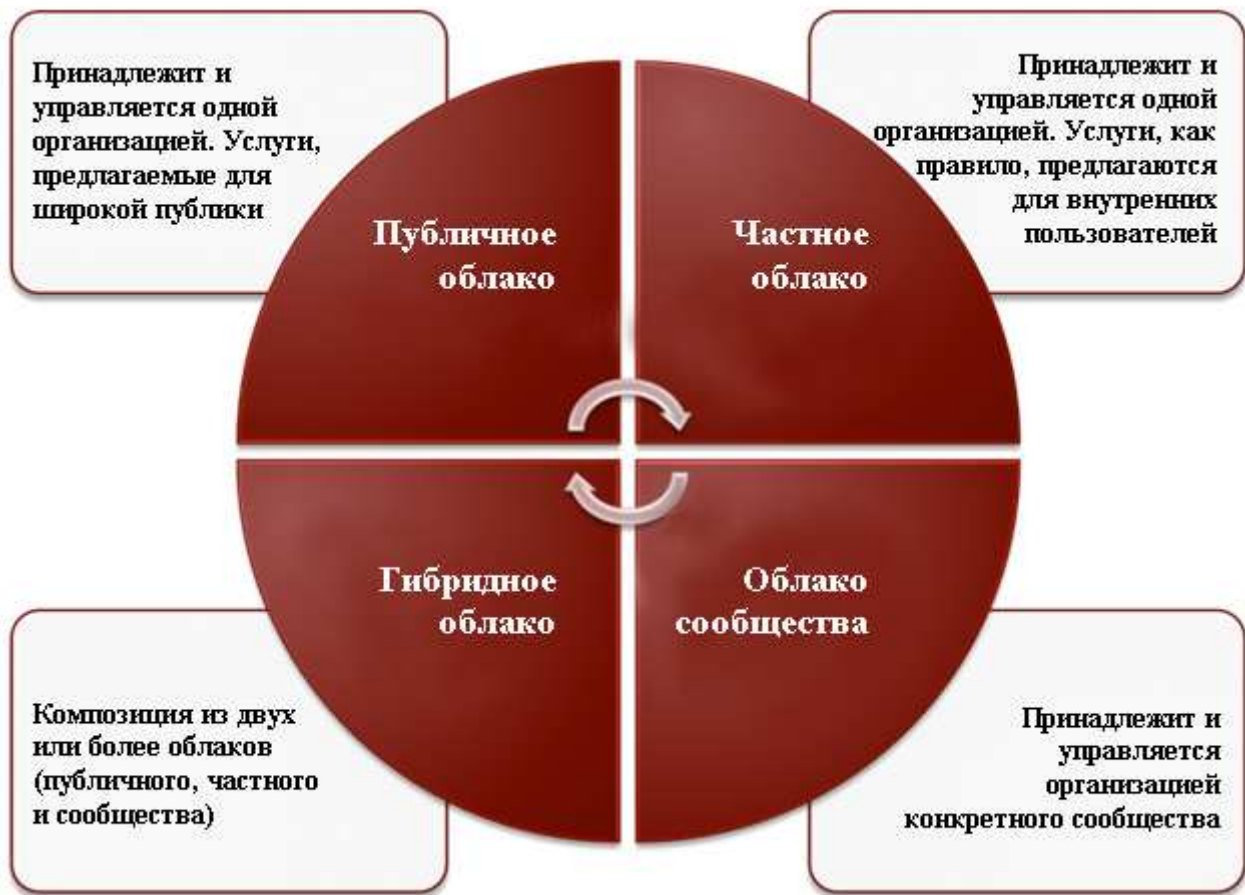 Принадлежит и
управляется одной
организацией. Услуги,
предлагаемые для
широкой публики
Принадлежит и
управляется одной
организацией. Услуги, как
правило, предлагаются
для внутренних
пользователей
Публичное
облако
Частное
облако
Гибридное
облако
Облако
сообщества
Композиция из двух
или более облаков
(публичного, частного
и сообщества)
Принадлежит и
управляется
организацией
конкретного сообщества